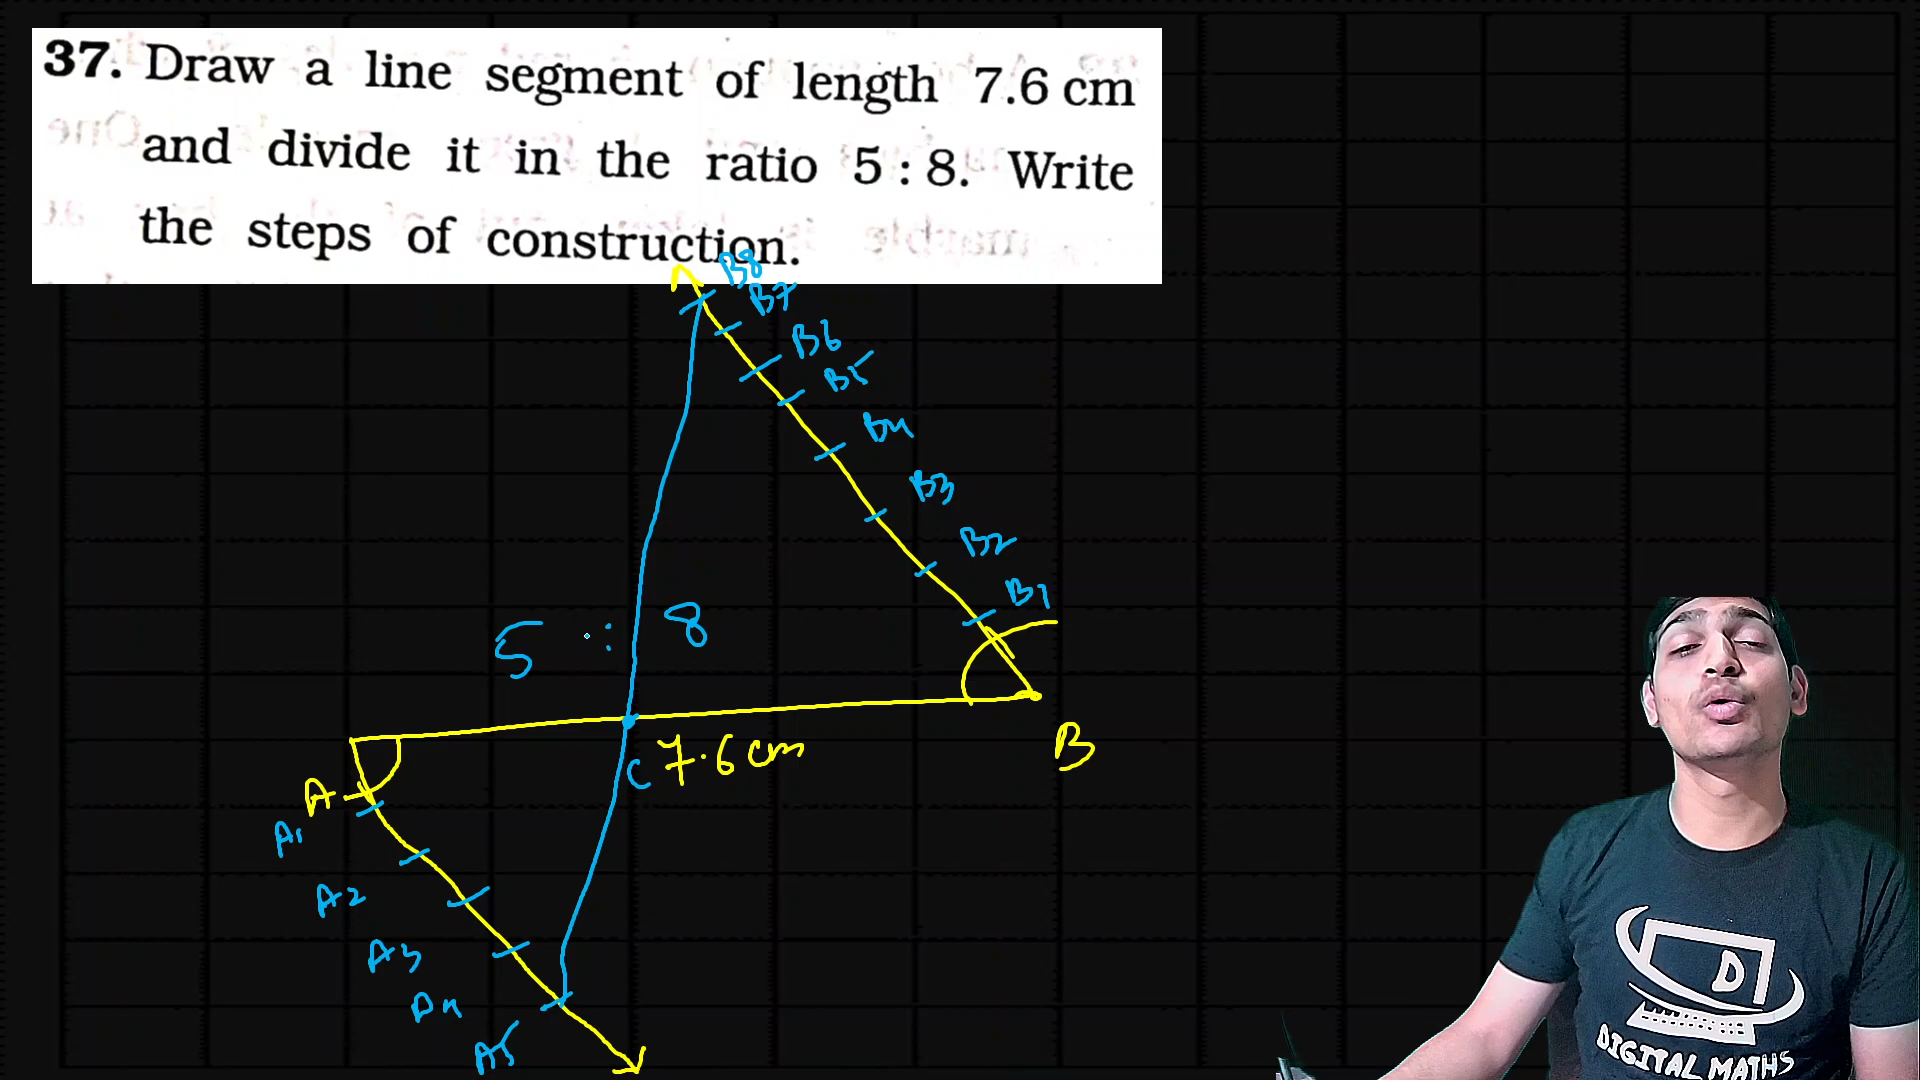 37. Draw a line segment of length 7.6 cm
and divide it in the ratio 5 : 8. Write
the steps of construction.
B8
B7
B6
B5
B4
B3
B2
B1
5 : 8
A
7.6 cm
B
C
A1
A2
A3
A4
A5
D
DIGITAL MATHS